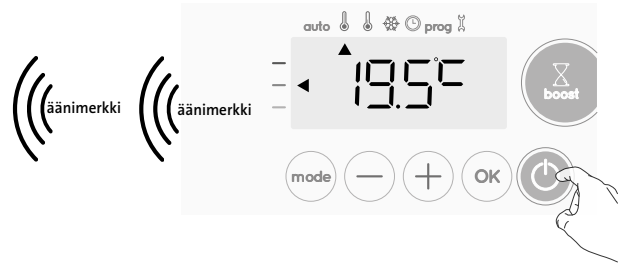 auto prog
19.5°C
boost
äänimerkki äänimerkki
mode − + OK